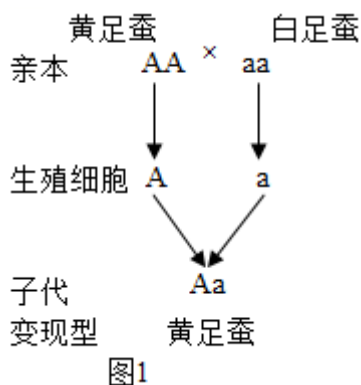 黄足蚕 白足蚕
亲本 AA × aa
生殖细胞 A a
子代 Aa
变现型 黄足蚕
图1